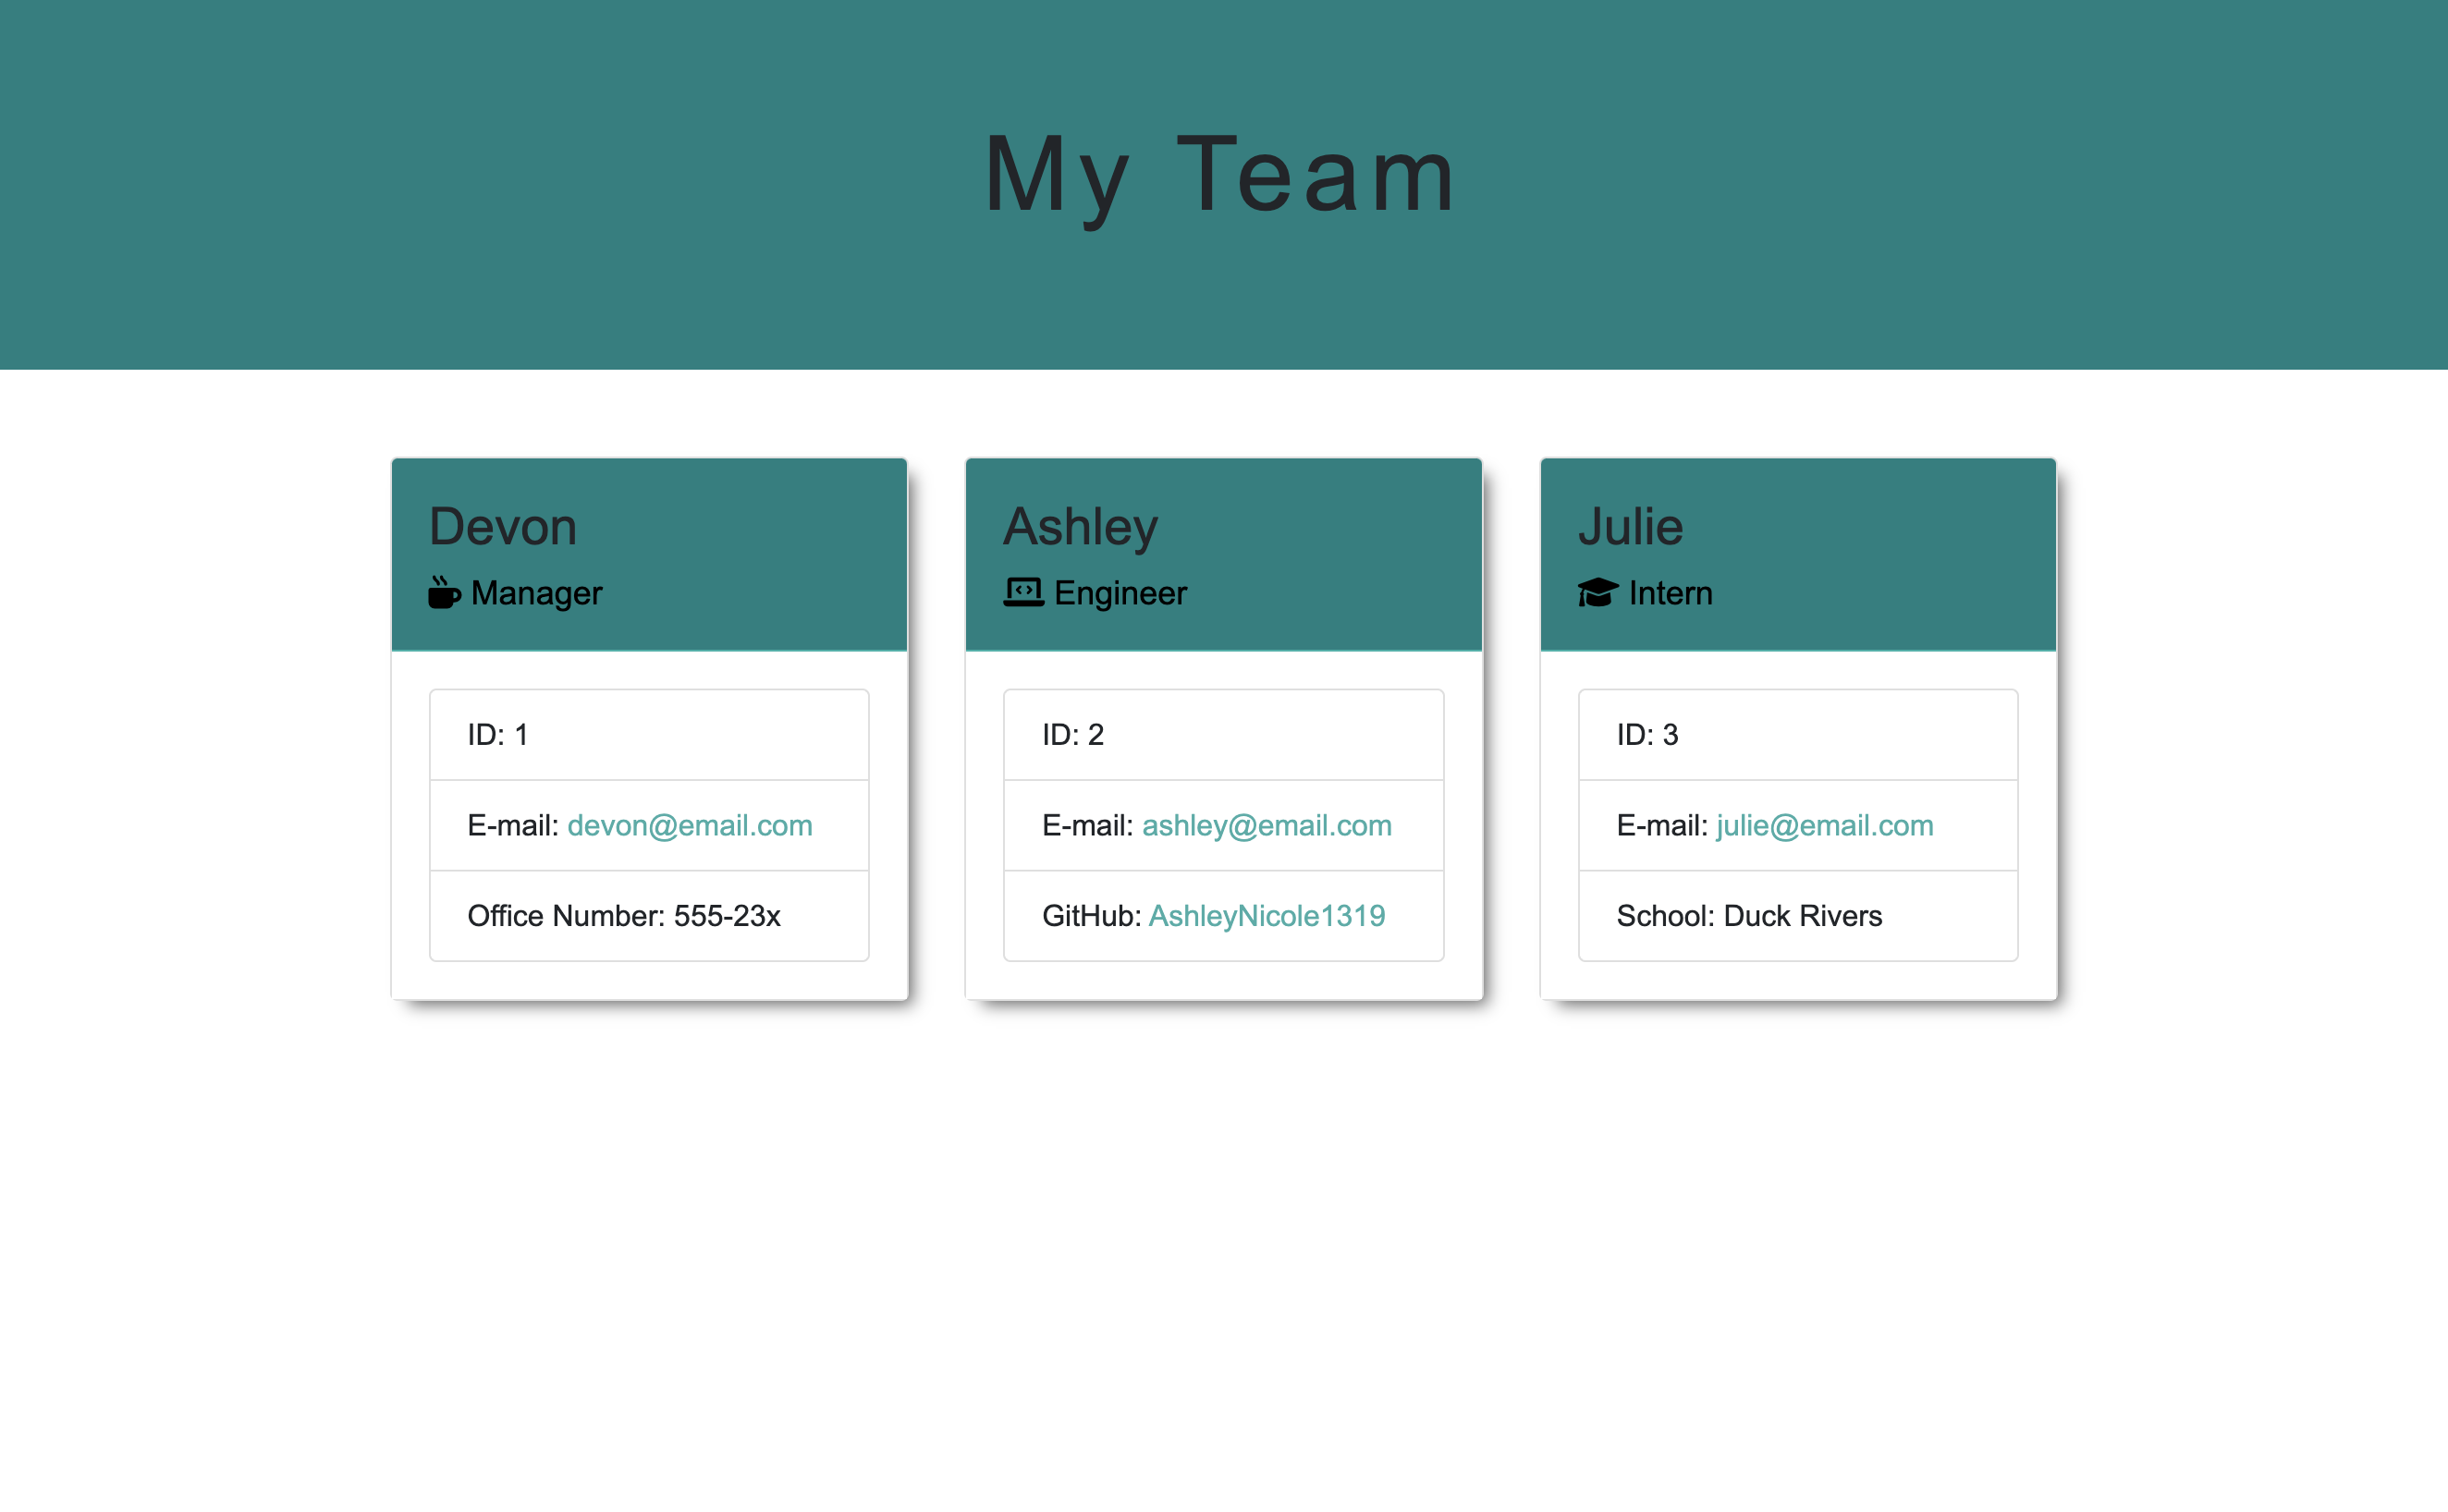 My Team
Devon
Manager
ID: 1
E-mail: devon@email.com
Office Number: 555-23x
Ashley
Engineer
ID: 2
E-mail: ashley@email.com
GitHub: AshleyNicole1319
Julie
Intern
ID: 3
E-mail: julie@email.com
School: Duck Rivers